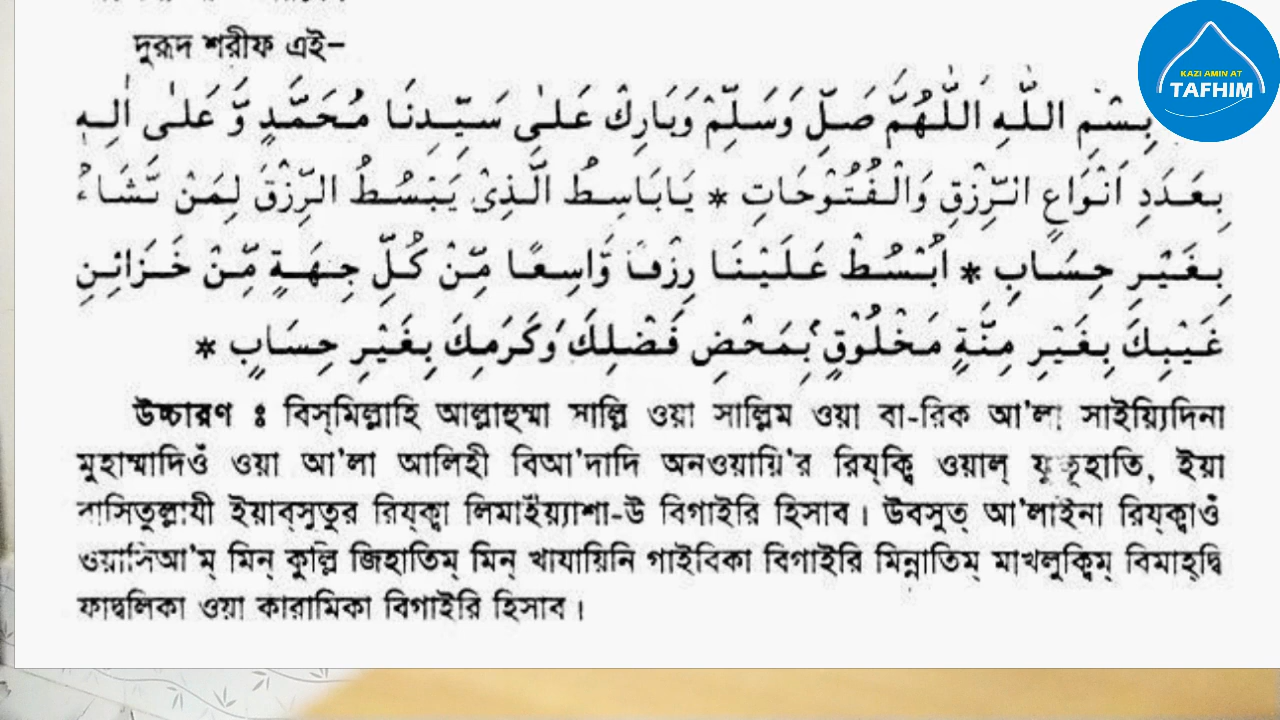 দুরূদ শরীফ এই-
KAZI AMIN AT
TAFHIM
بِسْمِ اللّٰهِ اَللّٰهُمَّ صَلِّ وَسَلِّمْ وَبَارِكْ عَلٰى سَيِّدِنَا مُحَمَّدٍ وَّ عَلٰى اٰلِهٖ
بِعَدَدِ اَنْوَاعِ الرِّزْقِ وَالْفُتُوْحَاتِ * يَابَاسِطُ الَّذِىْ يَبْسُطُ الرِّزْقَ لِمَنْ يَّشَاءُ
بِغَيْرِ حِسَابٍ * اُبْسُطْ عَلَيْنَا رِزْقًا وَّاسِعًا مِّنْ كُلِّ جِهَةٍ مِّنْ خَزَائِنِ
غَيْبِكَ بِغَيْرِ مِنَّةِ مَخْلُوْقٍ بِمَحْضِ فَضْلِكَ وَكَرَمِكَ بِغَيْرِ حِسَابٍ *
উচ্চারণ ঃ বিস্‌মিল্লাহি আল্লাহুম্মা সাল্লি ওয়া সাল্লিম ওয়া বা-রিক আ'লা সাইয়্যিদিনা
মুহাম্মাদিওঁ ওয়া আ'লা আলিহী বিআ'দাদি অনওয়ায়ি'র রিয্‌ক্বি ওয়াল্‌ ইয়া
বাসিতুল্লাযী ইয়াব্‌সুতুর রিয্‌ক্বা লিমাইঁয়্যাশা-উ বিগাইরি হিসাব। উবসুত্‌ আ'লাইনা রিয্‌ক্বাওঁ
ওয়াসিআ'ম্‌ মিন্‌ কুল্লি জিহাতিম্‌ মিন্‌ খাযায়িনি গাইবিকা বিগাইরি মিন্নাতিম্‌ মাখলুক্বিম্‌ বিমাহ্‌দ্বি
ফাদ্বলিকা ওয়া কারামিকা বিগাইরি হিসাব।